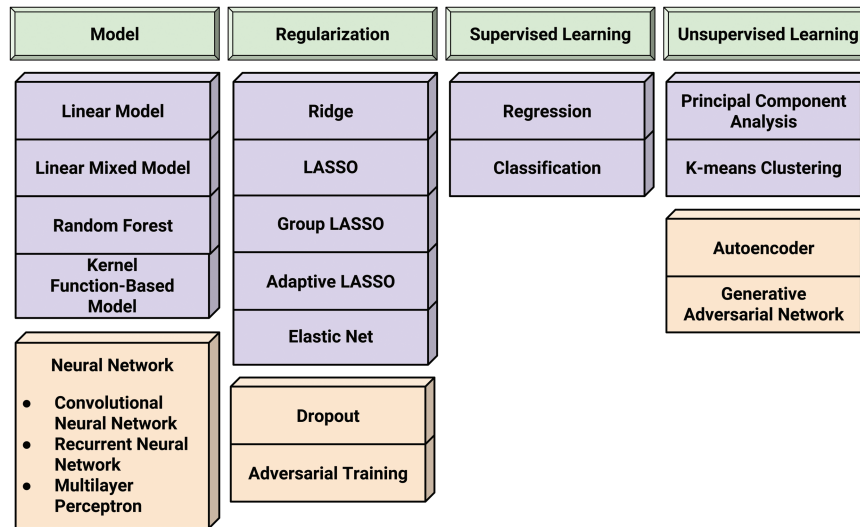 Model
Regularization
Supervised Learning
Unsupervised Learning
Linear Model
Linear Mixed Model
Random Forest
Kernel
Function-Based
Model
Neural Network
● Convolutional
Neural Network
● Recurrent Neural
Network
● Multilayer
Perceptron
Ridge
LASSO
Group LASSO
Adaptive LASSO
Elastic Net
Dropout
Adversarial Training
Regression
Classification
Principal Component
Analysis
K-means Clustering
Autoencoder
Generative
Adversarial Network